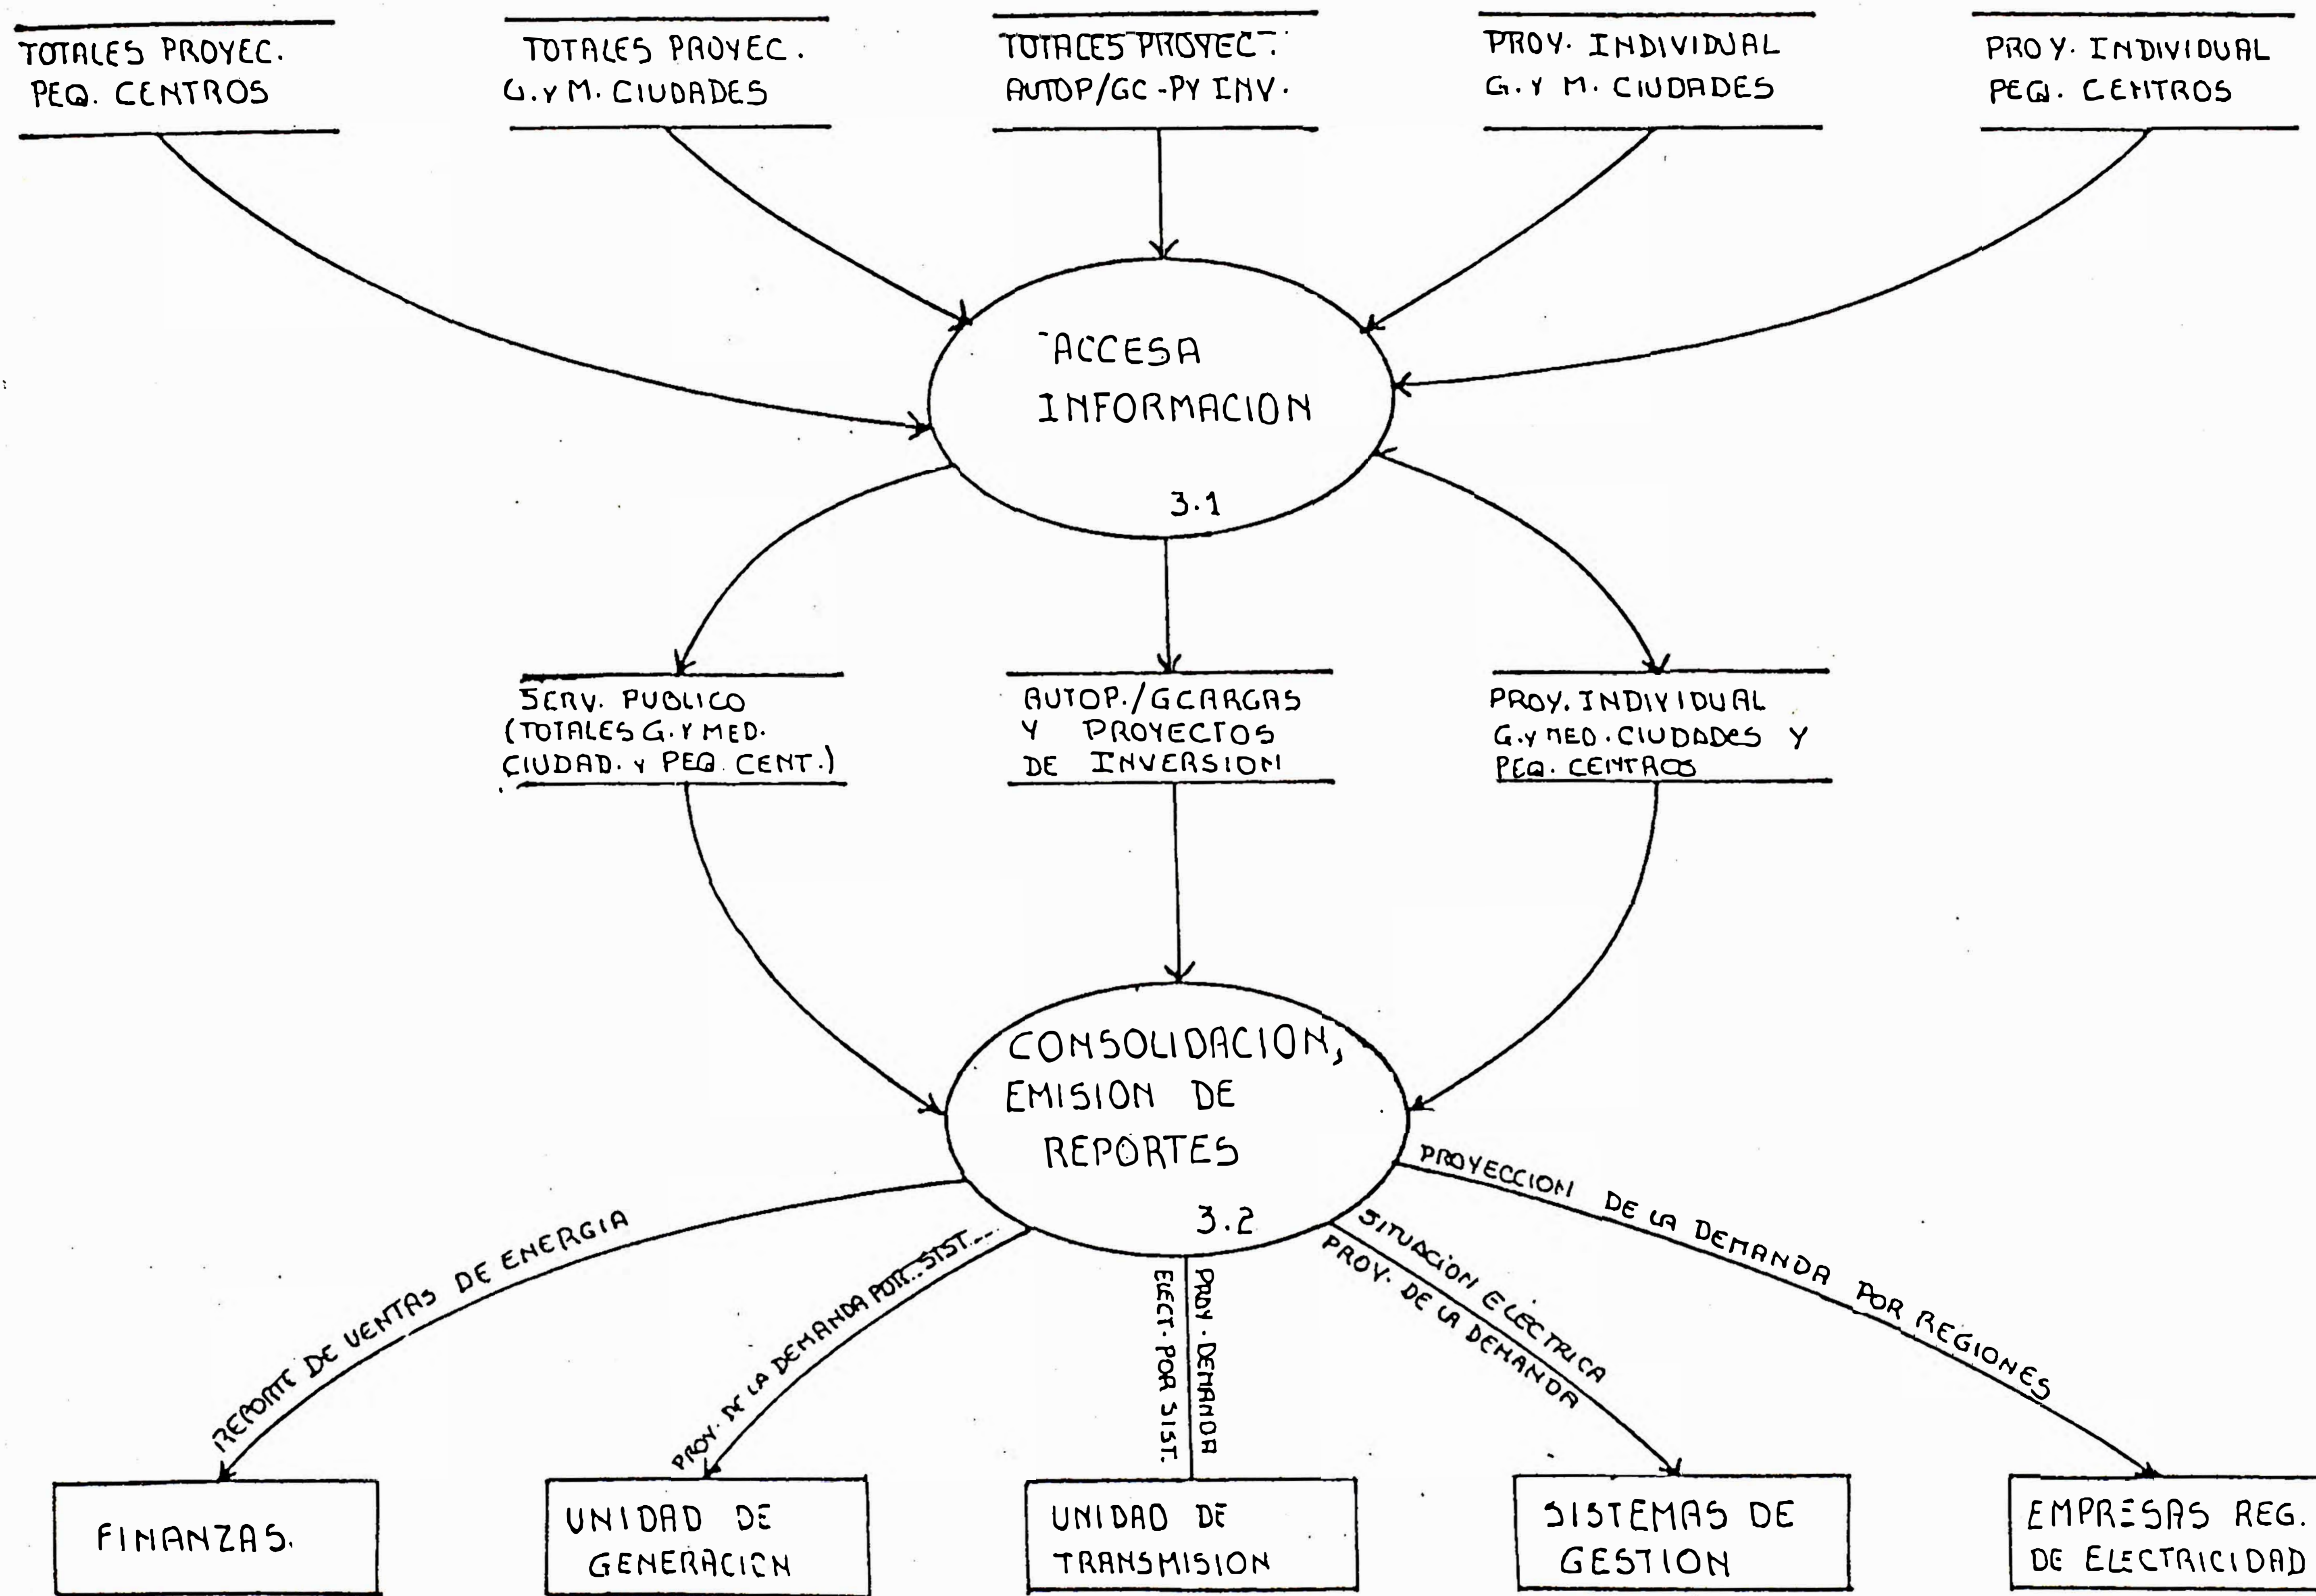 TOTALES PROYEC.
PEQ. CENTROS
TOTALES PROYEC.
G. Y M. CIUDADES
TOTALES PROYEC.
AUTOP/GC-PY INV.
PROY. INDIVIDUAL
G. Y M. CIUDADES
PROY. INDIVIDUAL
PEQ. CENTROS
ACCESA
INFORMACION
3.1
SERV. PUBLICO
(TOTALES G. Y MED.
CIUDAD. Y PEQ. CENT.)
AUTOP./GCARGAS
Y PROYECTOS
DE INVERSION
PROY. INDIVIDUAL
G. Y MED. CIUDADES Y
PEQ. CENTROS
CONSOLIDACION,
EMISION DE
REPORTES
3.2
REPORTE DE VENTAS DE ENERGIA
PROY. DE LA DEMANDA POR SIST.
PROY. DEMANDA
ELECT. POR SIST.
SITUACION ELECTRICA
PROY. DE LA DEMANDA
PROYECCION DE LA DEMANDA POR REGIONES
FINANZAS.
UNIDAD DE
GENERACION
UNIDAD DE
TRANSMISION
SISTEMAS DE
GESTION
EMPRESAS REG.
DE ELECTRICIDAD